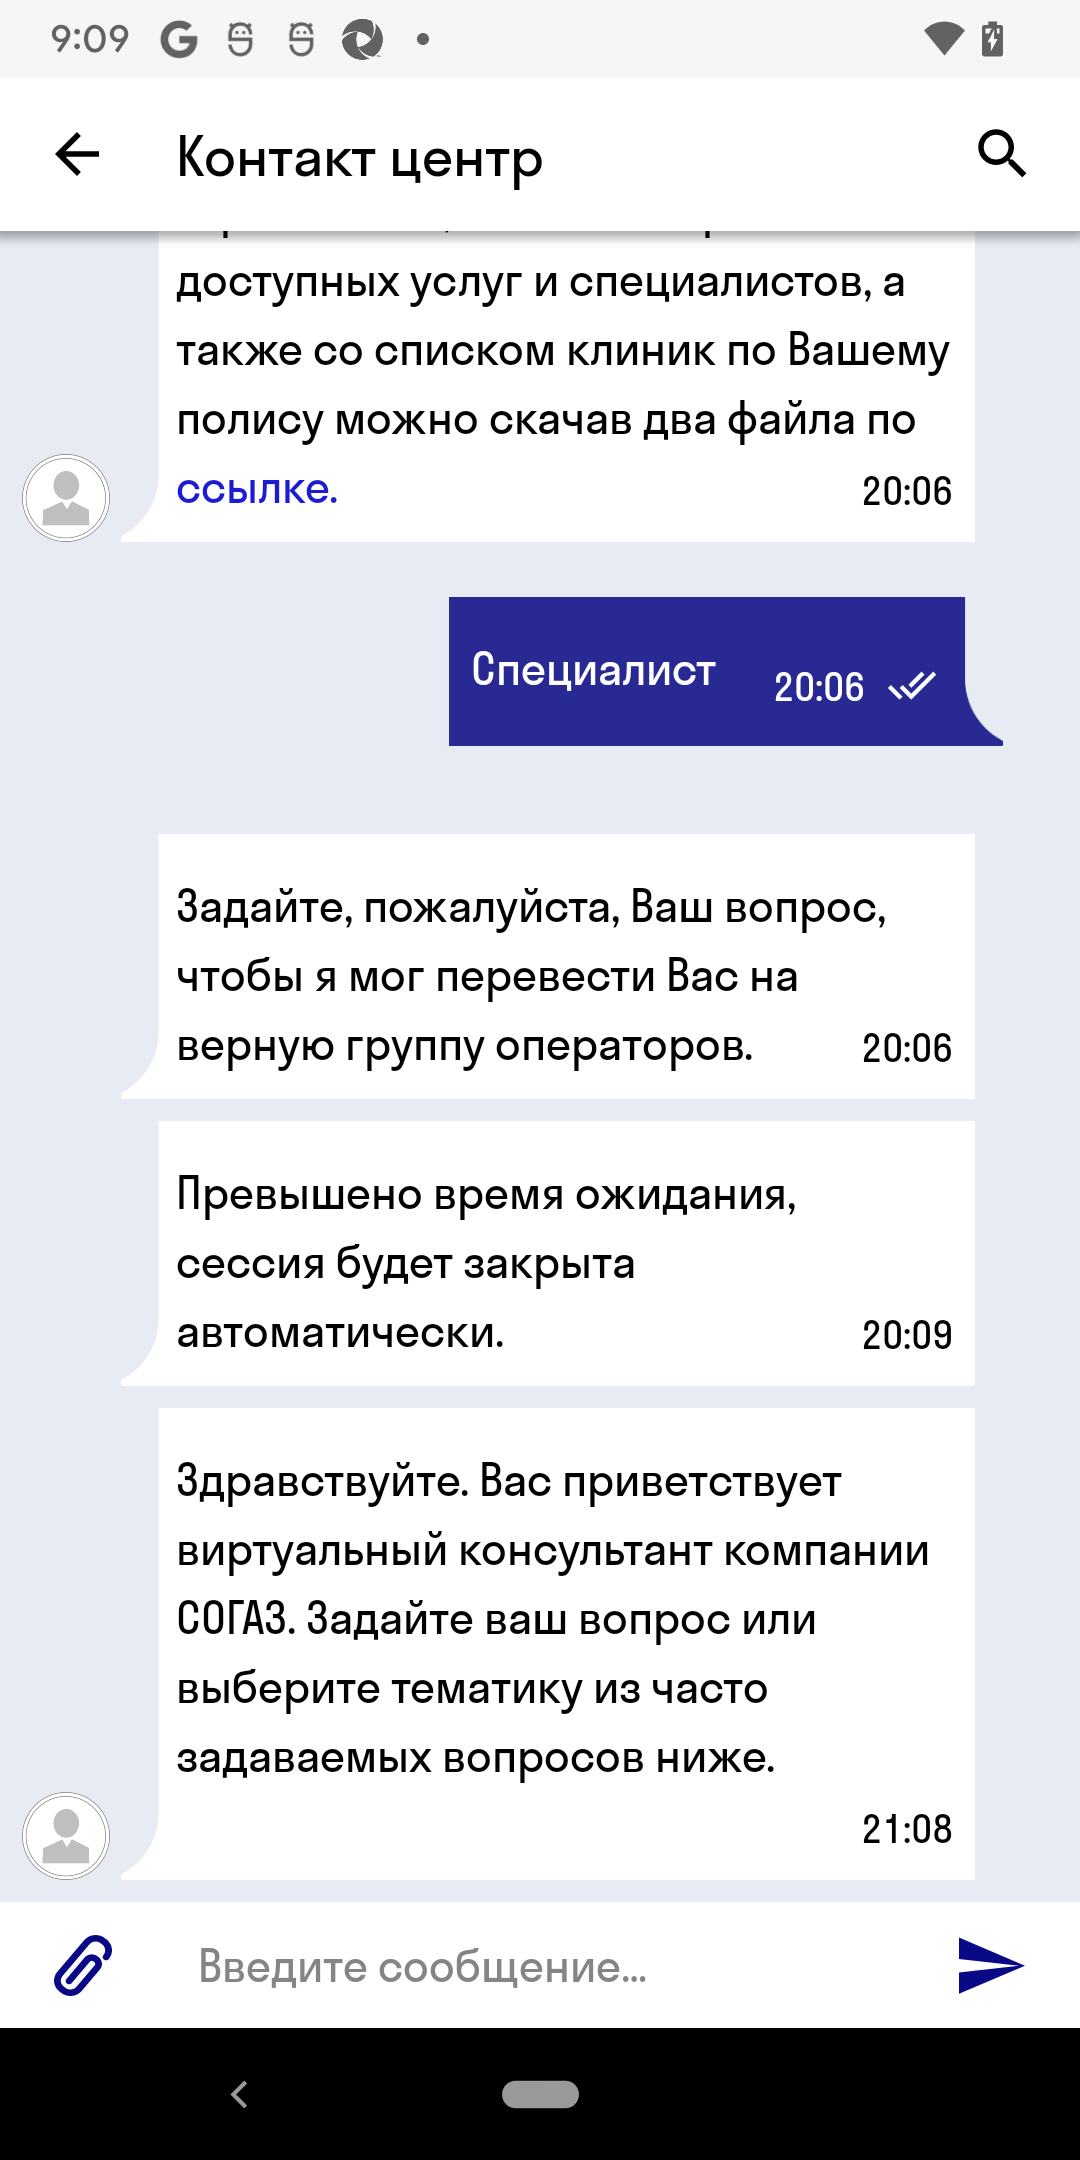 9:09
Контакт центр
доступных услуг и специалистов, а
также со списком клиник по Вашему
полису можно скачав два файла по
ссылке.
20:06
Специалист
20:06
Задайте, пожалуйста, Ваш вопрос,
чтобы я мог перевести Вас на
верную группу операторов.
20:06
Превышено время ожидания,
сессия будет закрыта
автоматически.
20:09
Здравствуйте. Вас приветствует
виртуальный консультант компании
СОГАЗ. Задайте ваш вопрос или
выберите тематику из часто
задаваемых вопросов ниже.
21:08
Введите сообщение...